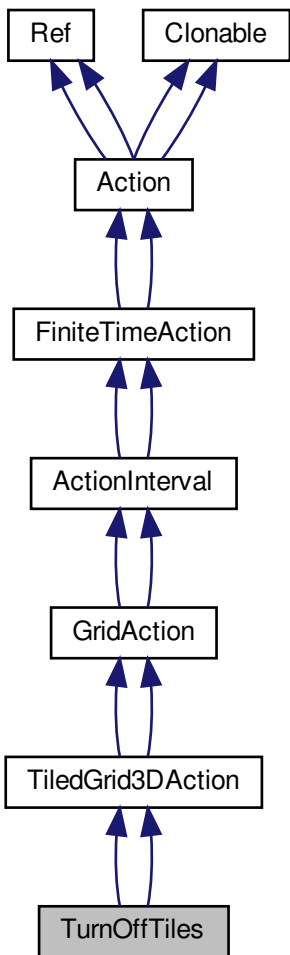 Ref
Clonable
Action
FiniteTimeAction
ActionInterval
GridAction
TiledGrid3DAction
TurnOffTiles